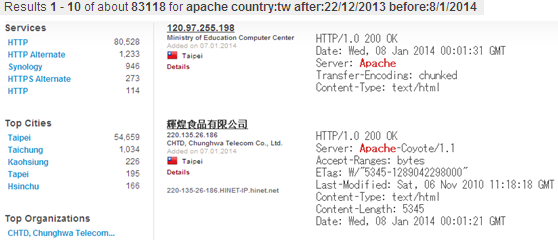 Results 1 - 10 of about 83118 for apache country:tw after:22/12/2013 before:8/1/2014
Services
HTTP 80,528
HTTP Alternate 1,233
Synology 946
HTTPS Alternate 273
HTTP 114
Top Cities
Taipei 54,659
Taichung 1,034
Kaohsiung 226
Tapei 195
Hsinchu 166
Top Organizations
CHTD, Chunghwa Telecom...
120.97.255.198
Ministry of Education Computer Center
Added on 07.01.2014
Taipei
Details
HTTP/1.0 200 OK
Date: Wed, 08 Jan 2014 00:01:31 GMT
Server: Apache
Transfer-Encoding: chunked
Content-Type: text/html
輝煌食品有限公司
220.135.26.186
CHTD, Chunghwa Telecom Co., Ltd.
Added on 07.01.2014
Taipei
Details
220-135-26-186.HINET-IP.hinet.net
HTTP/1.0 200 OK
Server: Apache-Coyote/1.1
Accept-Ranges: bytes
ETag: W/"5345-1289042298000"
Last-Modified: Sat, 06 Nov 2010 11:18:18 GMT
Content-Type: text/html
Content-Length: 5345
Date: Wed, 08 Jan 2014 00:01:21 GMT